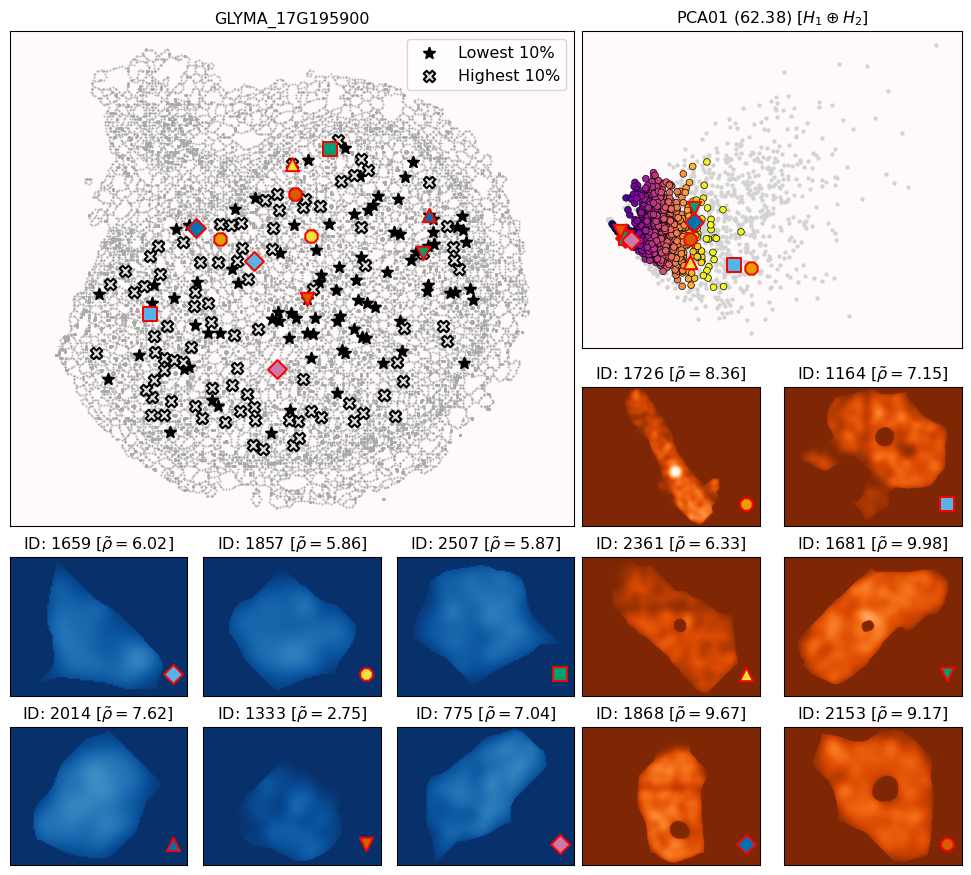 GLYMA_17G195900
PCA01 (62.38) [H₁ ⊕ H₂]
Lowest 10%
Highest 10%
ID: 1726 [ρ̃ = 8.36]
ID: 1164 [ρ̃ = 7.15]
ID: 1659 [ρ̃ = 6.02]
ID: 1857 [ρ̃ = 5.86]
ID: 2507 [ρ̃ = 5.87]
ID: 2361 [ρ̃ = 6.33]
ID: 1681 [ρ̃ = 9.98]
ID: 2014 [ρ̃ = 7.62]
ID: 1333 [ρ̃ = 2.75]
ID: 775 [ρ̃ = 7.04]
ID: 1868 [ρ̃ = 9.67]
ID: 2153 [ρ̃ = 9.17]